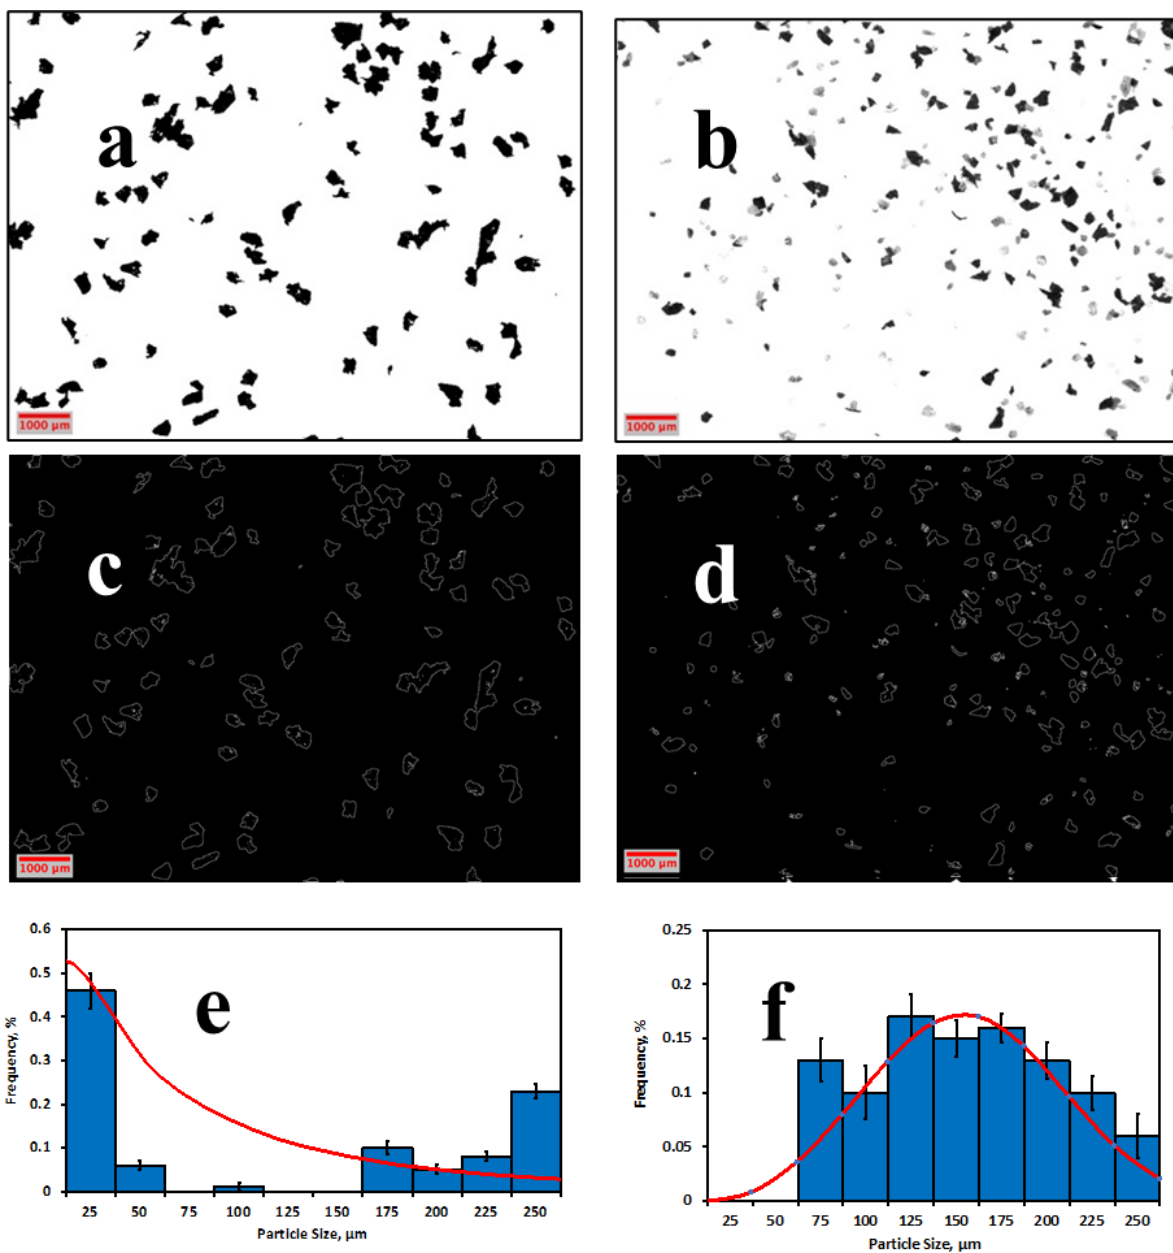 a
1000 µm
b
1000 µm
c
1000 µm
d
1000 µm
e
0.6
0.5
0.4
0.3
0.2
0.1
0
Frequency, %
25 50 75 100 125 150 175 200 225 250
Particle Size, µm
f
0.25
0.2
0.15
0.1
0.05
0
Frequency, %
25 50 75 100 125 150 175 200 225 250
Particle Size, µm